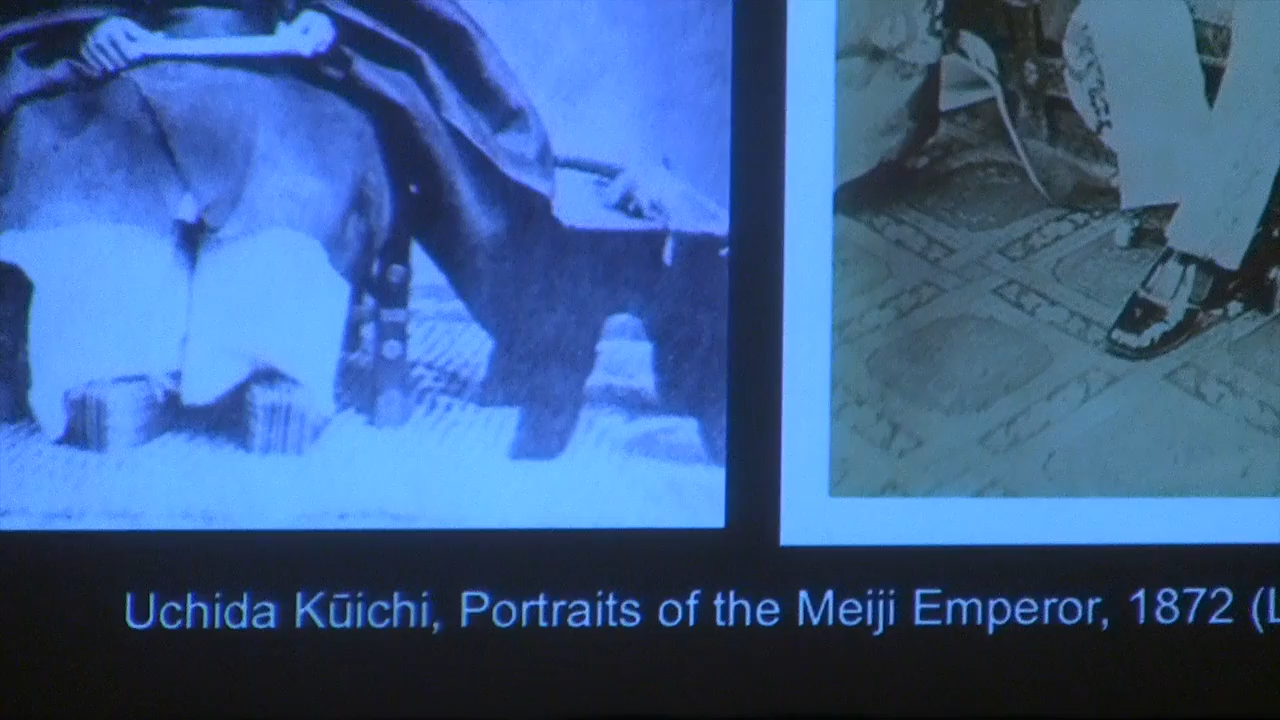 Uchida Kūichi, Portraits of the Meiji Emperor, 1872 (L